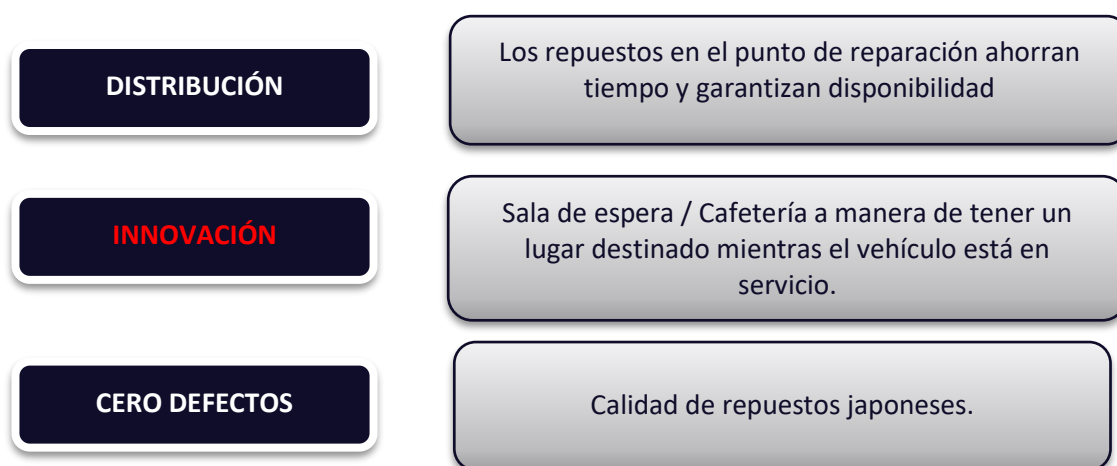 DISTRIBUCIÓN
Los repuestos en el punto de reparación ahorran
tiempo y garantizan disponibilidad
INNOVACIÓN
Sala de espera / Cafetería a manera de tener un
lugar destinado mientras el vehículo está en
servicio.
CERO DEFECTOS
Calidad de repuestos japoneses.